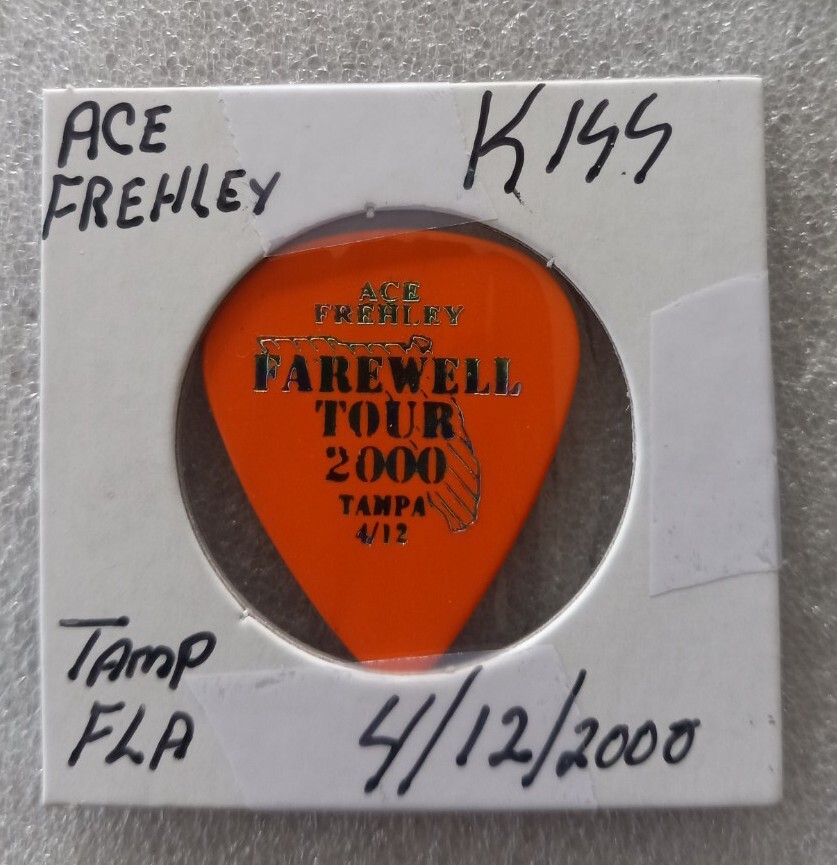 ACE
FREHLEY
KISS
ACE
FREHLEY
FAREWELL
TOUR
2000
TAMPA
4/12
TAMP
FLA
4/12/2000